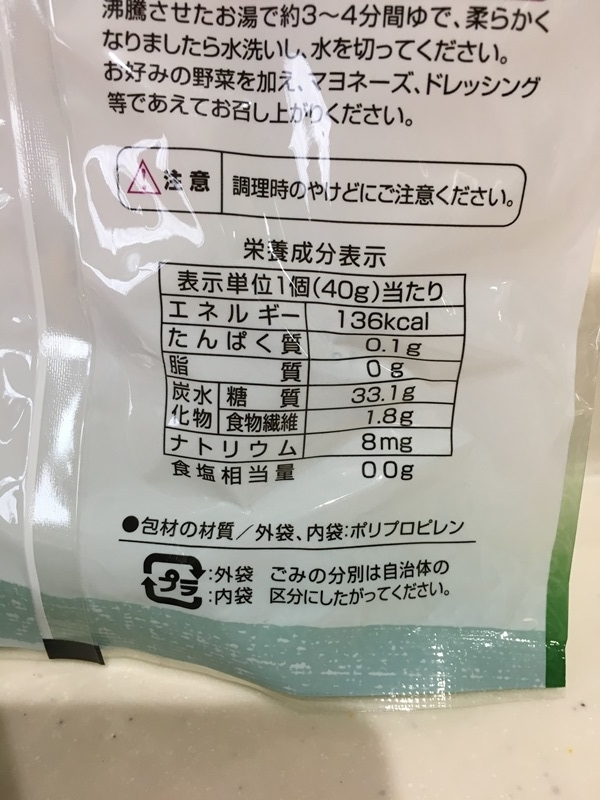 沸騰させたお湯で約3〜4分間ゆで、柔らかく
なりましたら水洗いし、水を切ってください。
お好みの野菜を加え、マヨネーズ、ドレッシング
等であえてお召し上がりください。
注意 調理時のやけどにご注意ください。
栄養成分表示
表示単位1個(40g)当たり
エネルギー 136kcal
たんぱく質 0.1g
脂質 0g
炭水化物 糖質 33.1g
食物繊維 1.8g
ナトリウム 8mg
食塩相当量 0.0g
●包材の材質/外袋、内袋:ポリプロピレン
プラ :外袋 ごみの分別は自治体の
:内袋 区分にしたがってください。